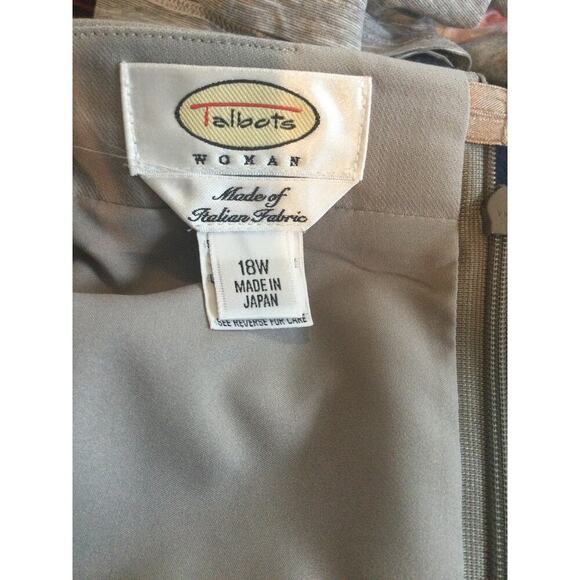 Talbots
WOMAN
Made of
Italian Fabric
18W
MADE IN
JAPAN
SEE REVERSE FOR CARE